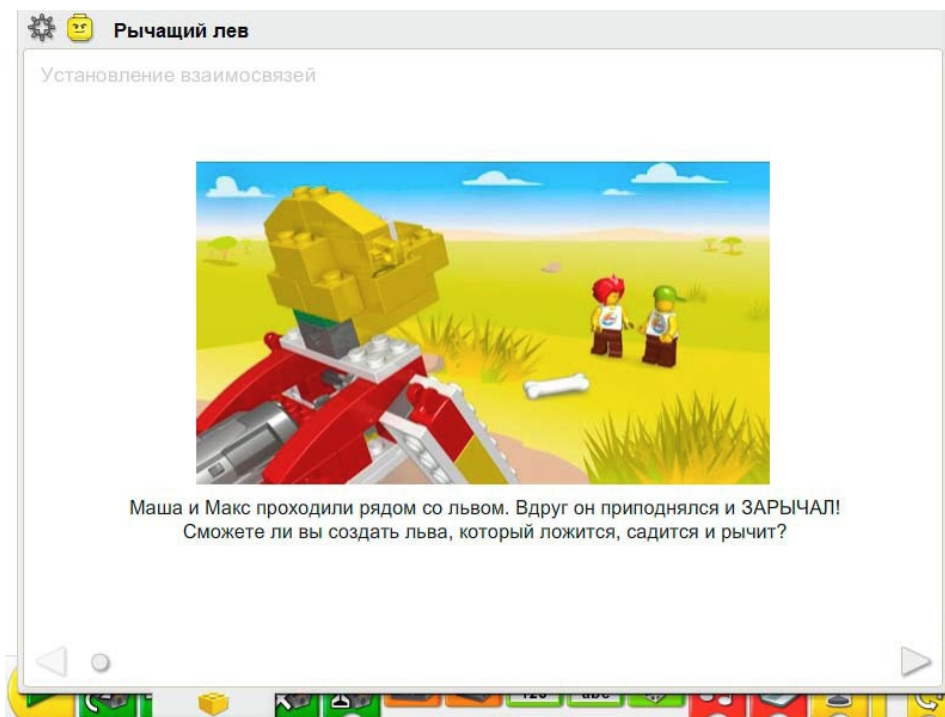 Рычащий лев
Установление взаимосвязей
Маша и Макс проходили рядом со львом. Вдруг он приподнялся и ЗАРЫЧАЛ!
Сможете ли вы создать льва, который ложится, садится и рычит?